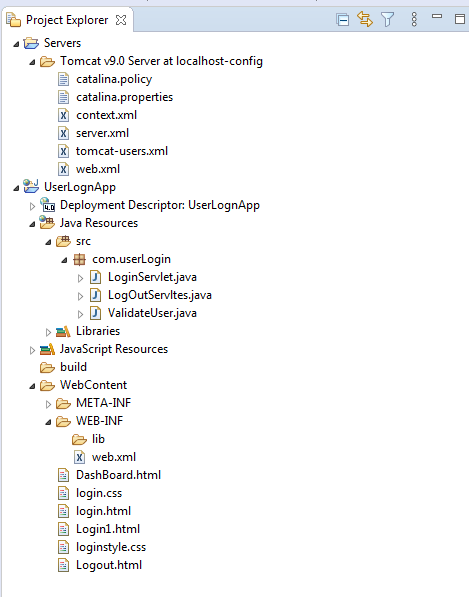 Project Explorer
Servers
Tomcat v9.0 Server at localhost-config
catalina.policy
catalina.properties
context.xml
server.xml
tomcat-users.xml
web.xml
UserLognApp
Deployment Descriptor: UserLognApp
Java Resources
src
com.userLogin
LoginServlet.java
LogOutServltes.java
ValidateUser.java
Libraries
JavaScript Resources
build
WebContent
META-INF
WEB-INF
lib
web.xml
DashBoard.html
login.css
login.html
Login1.html
loginstyle.css
Logout.html